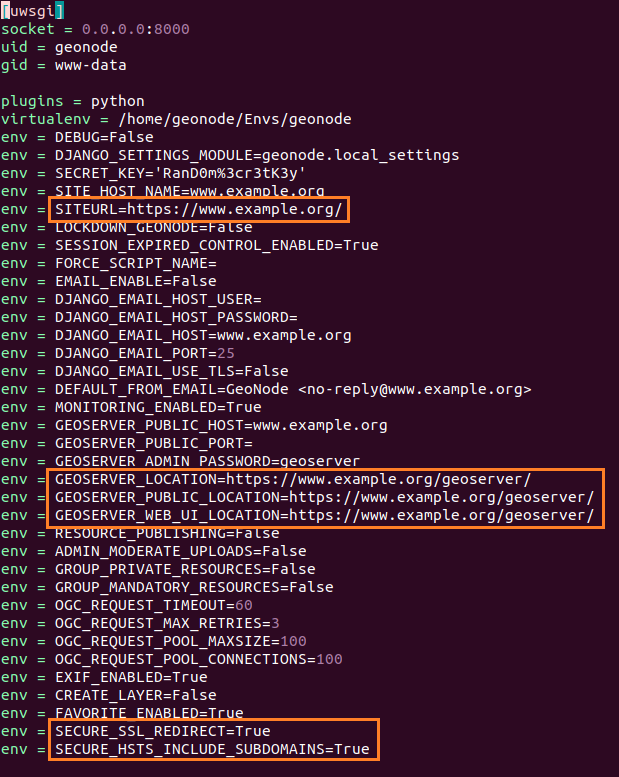 [uwsgi]
socket = 0.0.0.0:8000
uid = geonode
gid = www-data
plugins = python
virtualenv = /home/geonode/Envs/geonode
env = DEBUG=False
env = DJANGO_SETTINGS_MODULE=geonode.local_settings
env = SECRET_KEY='RanD0m%3cr3tK3y'
env = SITE_HOST_NAME=www.example.org
env = SITEURL=https://www.example.org/
env = LOCKDOWN_GEONODE=False
env = SESSION_EXPIRED_CONTROL_ENABLED=True
env = FORCE_SCRIPT_NAME=
env = EMAIL_ENABLE=False
env = DJANGO_EMAIL_HOST_USER=
env = DJANGO_EMAIL_HOST_PASSWORD=
env = DJANGO_EMAIL_HOST=www.example.org
env = DJANGO_EMAIL_PORT=25
env = DJANGO_EMAIL_USE_TLS=False
env = DEFAULT_FROM_EMAIL=GeoNode <no-reply@www.example.org>
env = MONITORING_ENABLED=True
env = GEOSERVER_PUBLIC_HOST=www.example.org
env = GEOSERVER_PUBLIC_PORT=
env = GEOSERVER_ADMIN_PASSWORD=geoserver
env = GEOSERVER_LOCATION=https://www.example.org/geoserver/
env = GEOSERVER_PUBLIC_LOCATION=https://www.example.org/geoserver/
env = GEOSERVER_WEB_UI_LOCATION=https://www.example.org/geoserver/
env = RESOURCE_PUBLISHING=False
env = ADMIN_MODERATE_UPLOADS=False
env = GROUP_PRIVATE_RESOURCES=False
env = GROUP_MANDATORY_RESOURCES=False
env = OGC_REQUEST_TIMEOUT=60
env = OGC_REQUEST_MAX_RETRIES=3
env = OGC_REQUEST_POOL_MAXSIZE=100
env = OGC_REQUEST_POOL_CONNECTIONS=100
env = EXIF_ENABLED=True
env = CREATE_LAYER=False
env = FAVORITE_ENABLED=True
env = SECURE_SSL_REDIRECT=True
env = SECURE_HSTS_INCLUDE_SUBDOMAINS=True